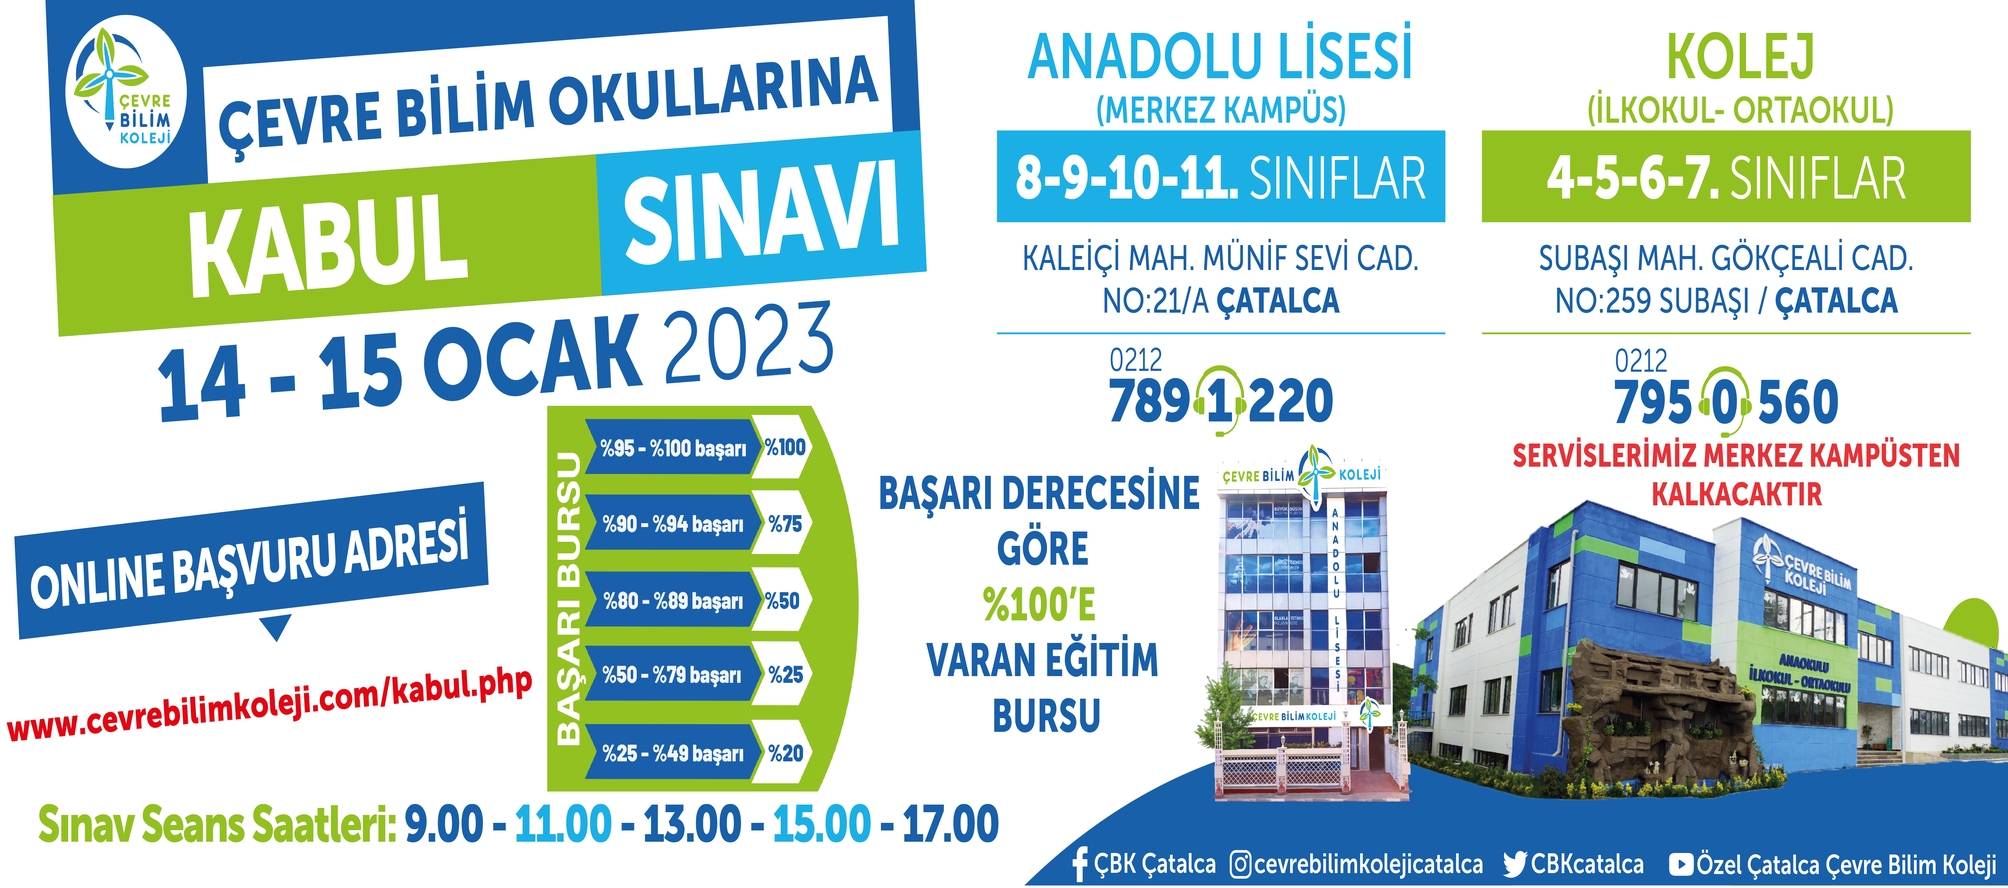 ÇEVRE
BİLİM
KOLEJİ
ÇEVRE BİLİM OKULLARINA
KABUL SINAVI
14 - 15 OCAK 2023
ONLINE BAŞVURU ADRESİ
www.cevrebilimkoleji.com/kabul.php
BAŞARI BURSU
%95 - %100 başarı %100
%90 - %94 başarı %75
%80 - %89 başarı %50
%50 - %79 başarı %25
%25 - %49 başarı %20
Sınav Seans Saatleri: 9.00 - 11.00 - 13.00 - 15.00 - 17.00
BAŞARI DERECESİNE
GÖRE
%100'E
VARAN EĞİTİM
BURSU
ANADOLU LİSESİ
(MERKEZ KAMPÜS)
8-9-10-11. SINIFLAR
KALEİÇİ MAH. MÜNİF SEVİ CAD.
NO:21/A ÇATALCA
0212
789 1 220
KOLEJ
(İLKOKUL- ORTAOKUL)
4-5-6-7. SINIFLAR
SUBAŞI MAH. GÖKÇEALİ CAD.
NO:259 SUBAŞI / ÇATALCA
0212
795 0 560
SERVİSLERİMİZ MERKEZ KAMPÜSTEN
KALKACAKTIR
ÇEVRE BİLİM KOLEJİ
ANADOLU LİSESİ
ÇEVRE BİLİM KOLEJİ
ÇEVRE BİLİM
KOLEJİ
ANAOKULU
İLKOKUL - ORTAOKULU
ÇBK Çatalca cevrebilimkolejicatalca CBKcatalca Özel Çatalca Çevre Bilim Koleji